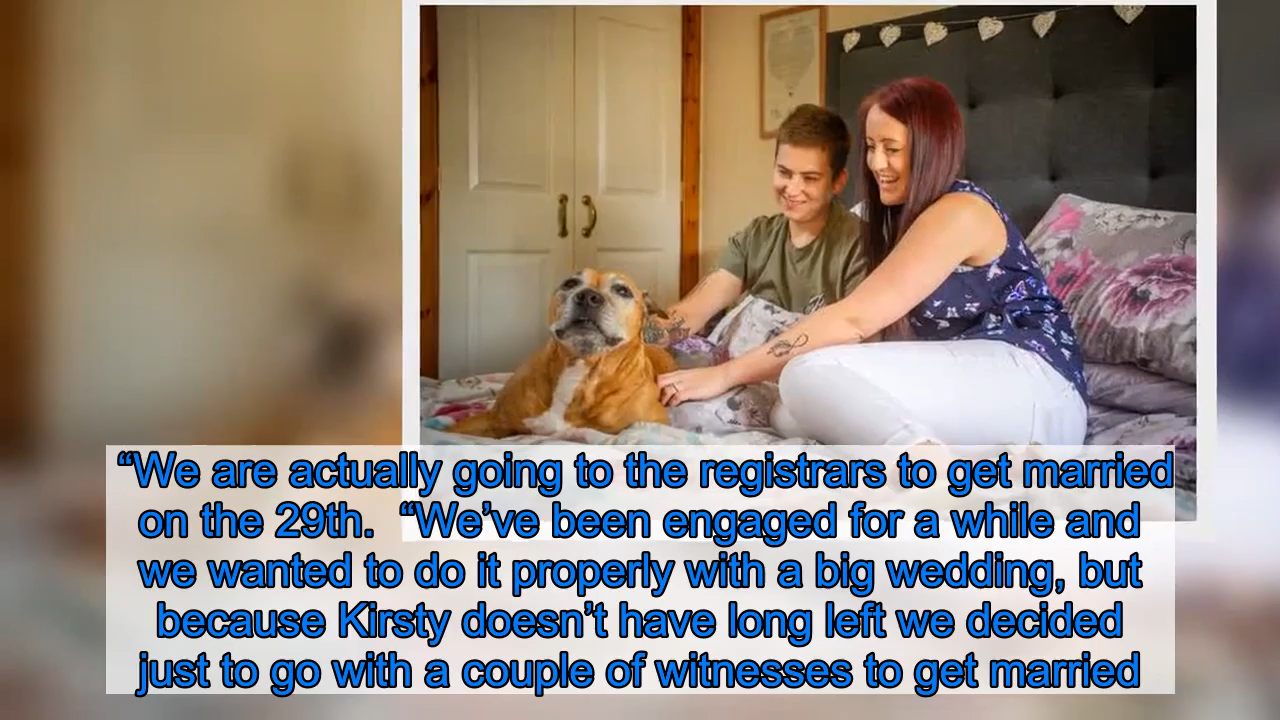 “We are actually going to the registrars to get married
on the 29th.  “We’ve been engaged for a while and
we wanted to do it properly with a big wedding, but
because Kirsty doesn’t have long left we decided
just to go with a couple of witnesses to get married